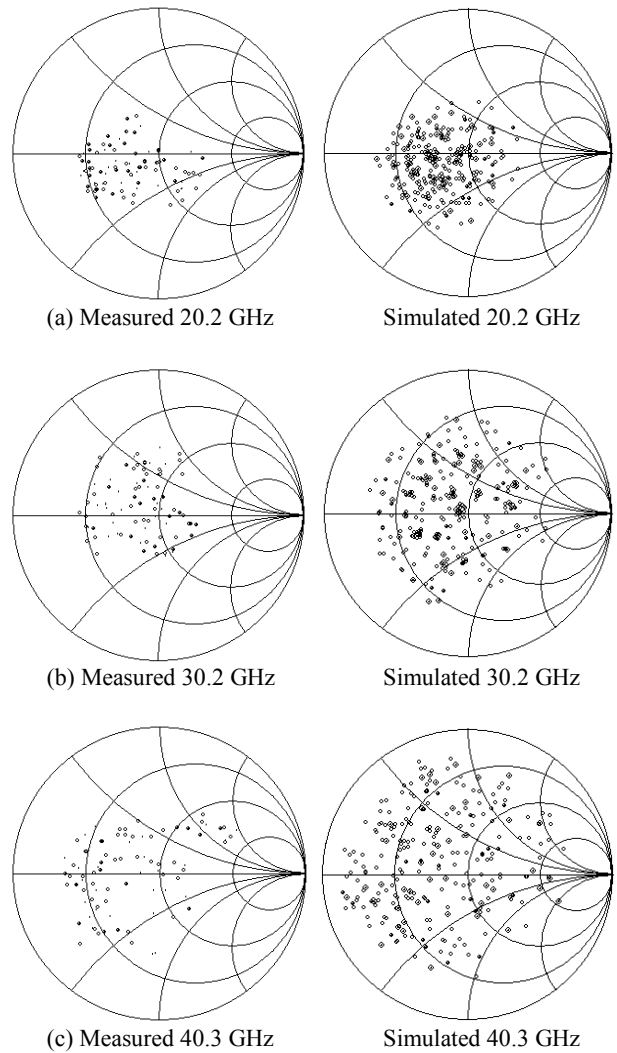 (a) Measured 20.2 GHz Simulated 20.2 GHz
(b) Measured 30.2 GHz Simulated 30.2 GHz
(c) Measured 40.3 GHz Simulated 40.3 GHz